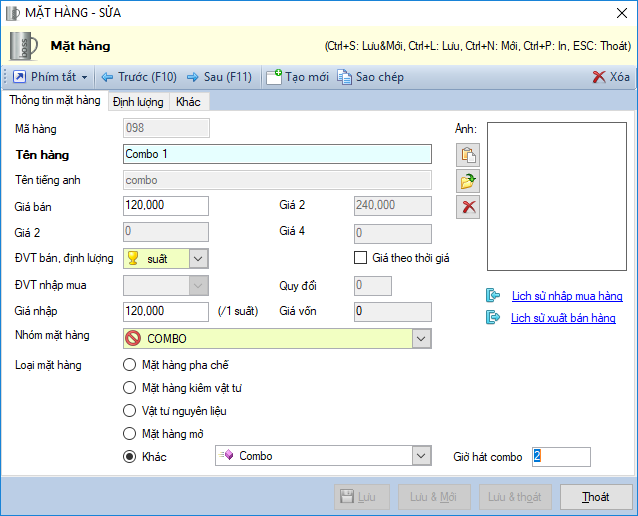 MẶT HÀNG - SỬA
boss
Mặt hàng
(Ctrl+S: Lưu&Mới, Ctrl+L: Lưu, Ctrl+N: Mới, Ctrl+P: In, ESC: Thoát)
Phím tắt Trước (F10) Sau (F11) Tạo mới Sao chép Xóa
Thông tin mặt hàng Định lượng Khác
Mã hàng 098 Ảnh:
Tên hàng Combo 1
Tên tiếng anh combo
Giá bán 120,000 Giá 2 240,000
Giá 2 0 Giá 4 0
ĐVT bán, định lượng suất Giá theo thời giá
ĐVT nhập mua Quy đổi 0
Lịch sử nhập mua hàng
Giá nhập 120,000 (/1 suất) Giá vốn 0
Lịch sử xuất bán hàng
Nhóm mặt hàng COMBO
Loại mặt hàng Mặt hàng pha chế
Mặt hàng kiêm vật tư
Vật tư nguyên liệu
Mặt hàng mở
Khác Combo Giờ hát combo 2
Lưu Lưu & Mới Lưu & thoát Thoát